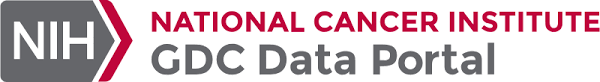 NIH
NATIONAL CANCER INSTITUTE
GDC Data Portal